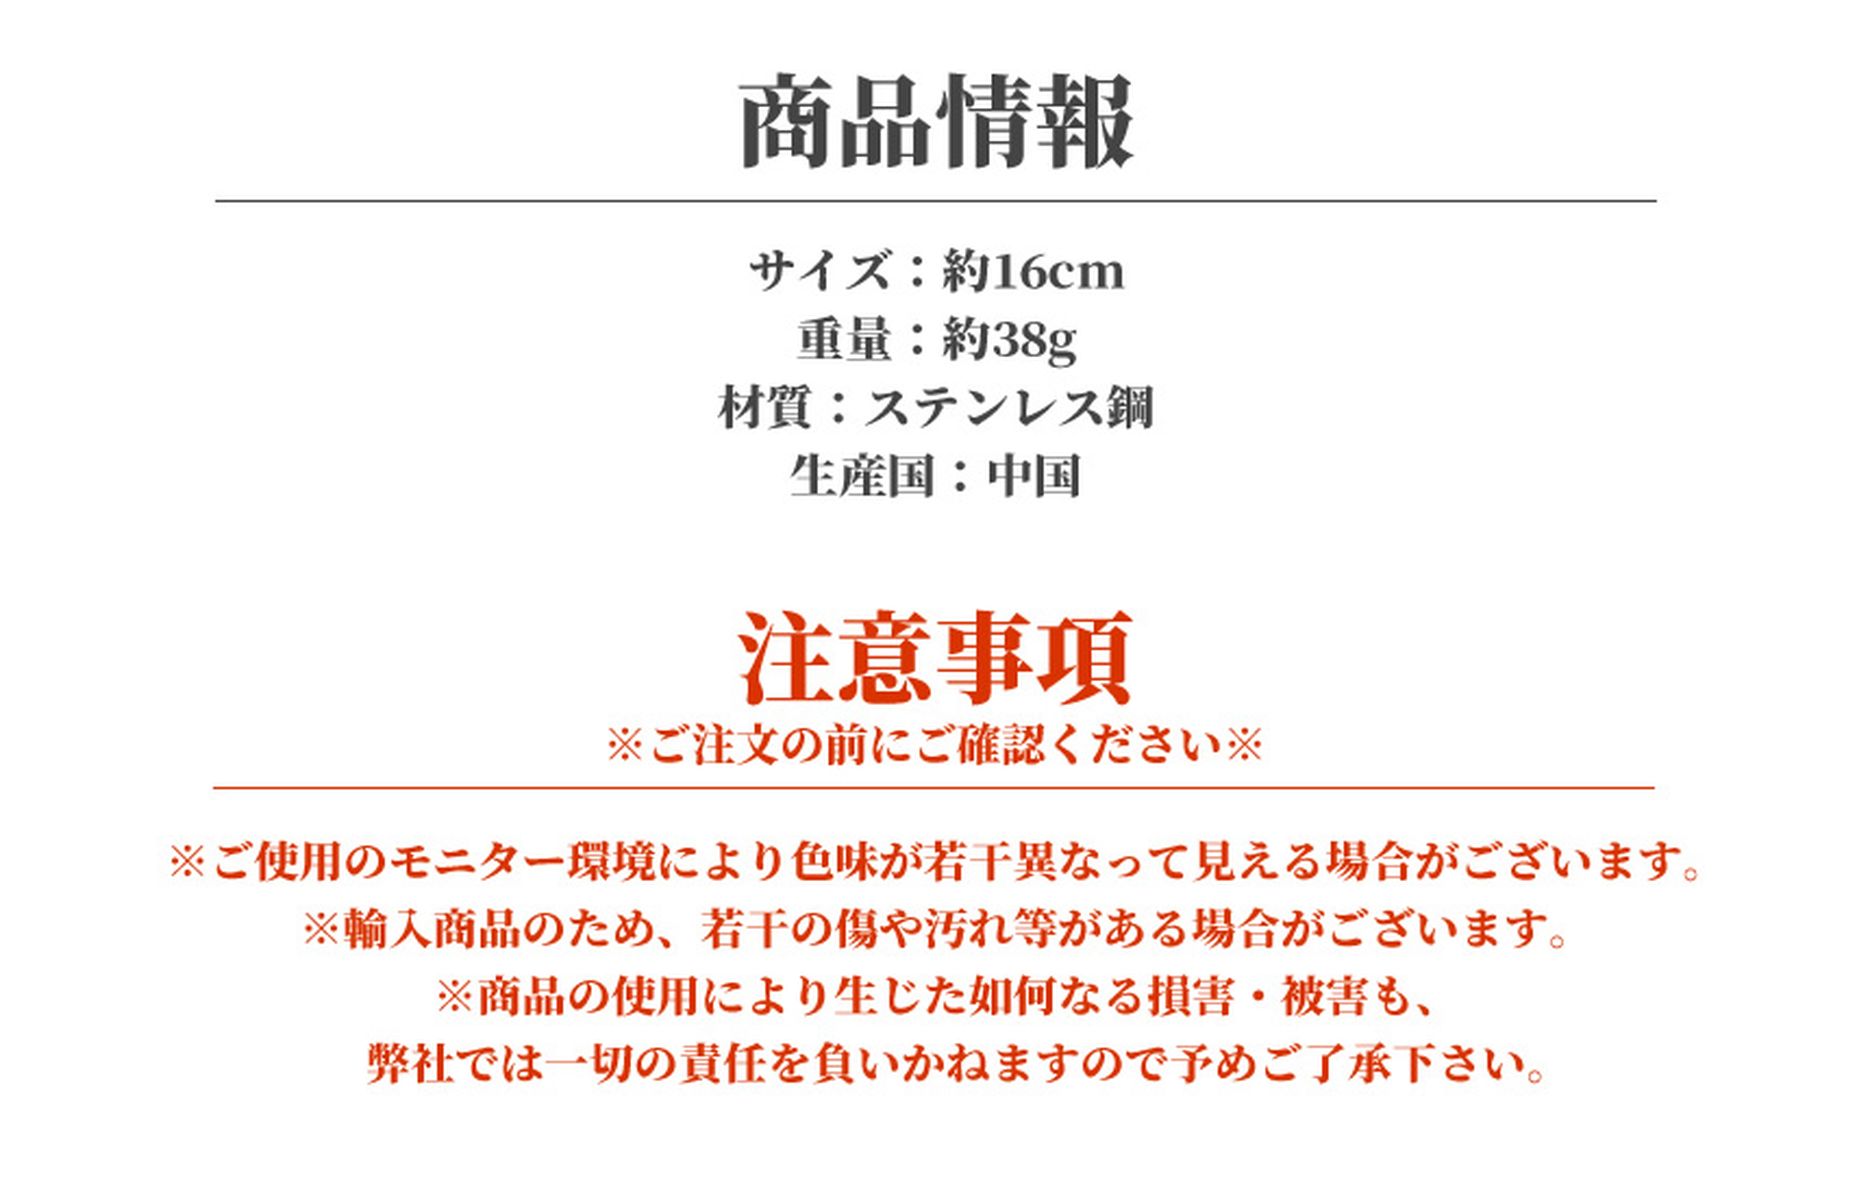 商品情報
サイズ：約16cm
重量：約38g
材質：ステンレス鋼
生産国：中国
注意事項
※ご注文の前にご確認ください※
※ご使用のモニター環境により色味が若干異なって見える場合がございます。
※輸入商品のため、若干の傷や汚れ等がある場合がございます。
※商品の使用により生じた如何なる損害・被害も、
弊社では一切の責任を負いかねますので予めご了承下さい。